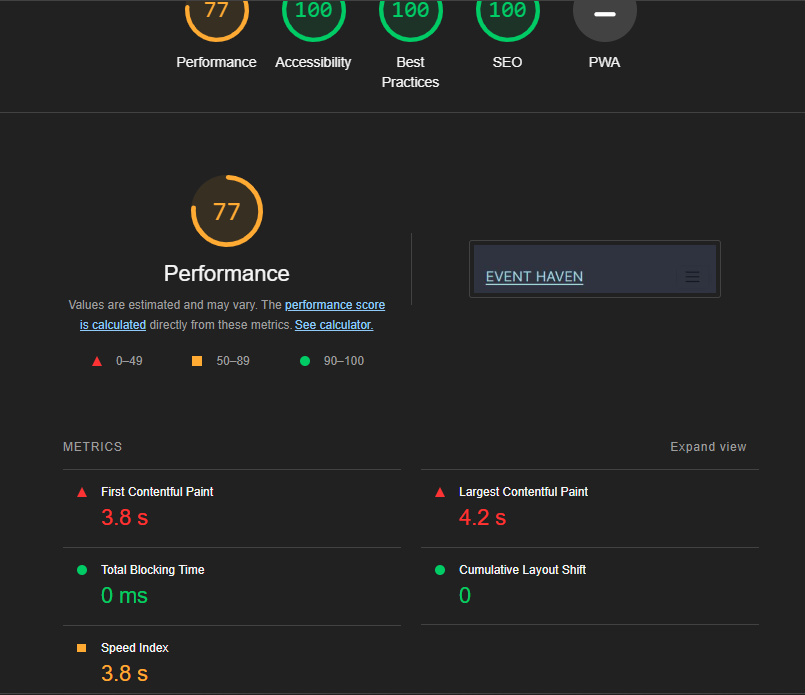 77 100 100 100
Performance Accessibility Best Practices SEO PWA
77
Performance
Values are estimated and may vary. The performance score
is calculated directly from these metrics. See calculator.
0–49 50–89 90–100
EVENT HAVEN
METRICS Expand view
First Contentful Paint
3.8 s
Largest Contentful Paint
4.2 s
Total Blocking Time
0 ms
Cumulative Layout Shift
0
Speed Index
3.8 s